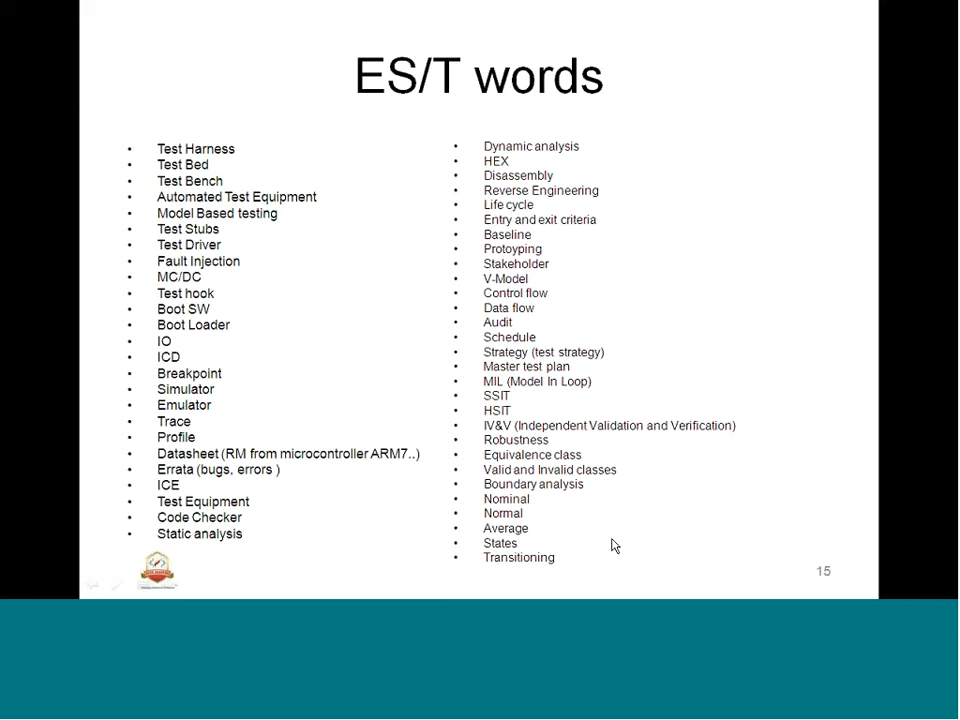 ES/T words
• Test Harness
• Test Bed
• Test Bench
• Automated Test Equipment
• Model Based testing
• Test Stubs
• Test Driver
• Fault Injection
• MC/DC
• Test hook
• Boot SW
• Boot Loader
• IO
• ICD
• Breakpoint
• Simulator
• Emulator
• Trace
• Profile
• Datasheet (RM from microcontroller ARM7..)
• Errata (bugs, errors )
• ICE
• Test Equipment
• Code Checker
• Static analysis
• Dynamic analysis
• HEX
• Disassembly
• Reverse Engineering
• Life cycle
• Entry and exit criteria
• Baseline
• Protoyping
• Stakeholder
• V-Model
• Control flow
• Data flow
• Audit
• Schedule
• Strategy (test strategy)
• Master test plan
• MIL (Model In Loop)
• SSIT
• HSIT
• IV&V (Independent Validation and Verification)
• Robustness
• Equivalence class
• Valid and Invalid classes
• Boundary analysis
• Nominal
• Normal
• Average
• States
• Transitioning
15